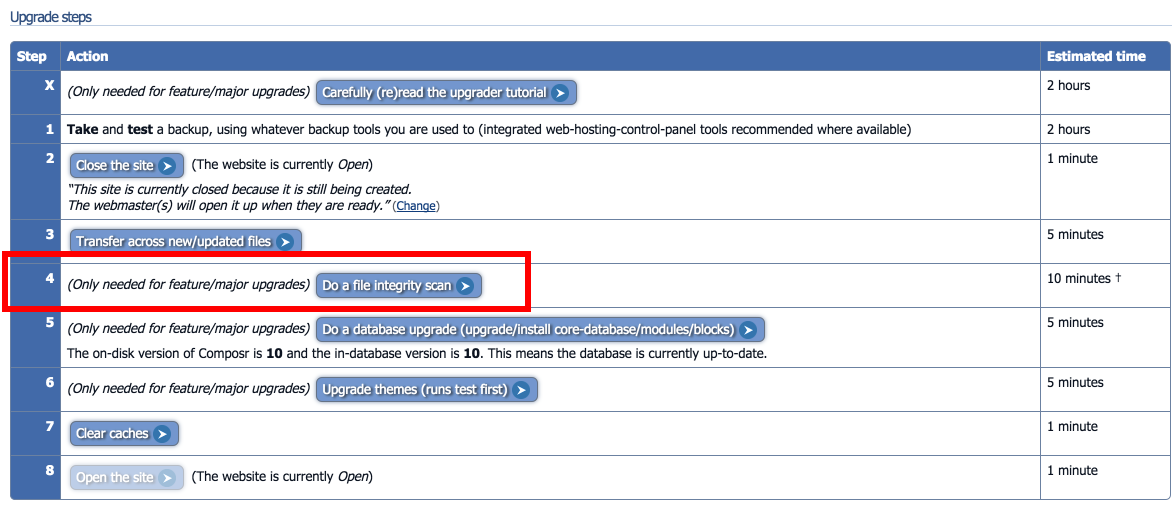 Upgrade steps
Step Action Estimated time
X (Only needed for feature/major upgrades) Carefully (re)read the upgrader tutorial 2 hours
1 Take and test a backup, using whatever backup tools you are used to (integrated web-hosting-control-panel tools recommended where available) 2 hours
2 Close the site (The website is currently Open) 1 minute
"This site is currently closed because it is still being created.
The webmaster(s) will open it up when they are ready." (Change)
3 Transfer across new/updated files 5 minutes
4 (Only needed for feature/major upgrades) Do a file integrity scan 10 minutes †
5 (Only needed for feature/major upgrades) Do a database upgrade (upgrade/install core-database/modules/blocks) 5 minutes
The on-disk version of Composr is 10 and the in-database version is 10. This means the database is currently up-to-date.
6 (Only needed for feature/major upgrades) Upgrade themes (runs test first) 5 minutes
7 Clear caches 1 minute
8 Open the site (The website is currently Open) 1 minute